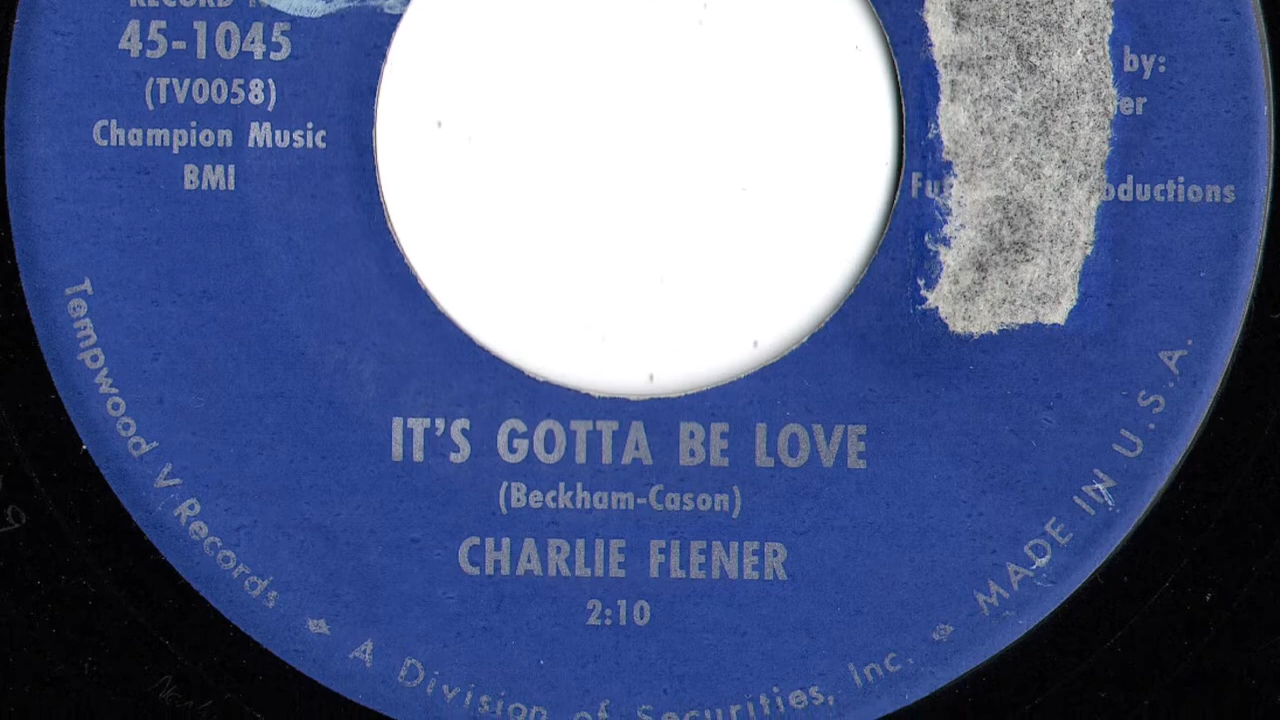 45-1045
(TV0058)
Champion Music
BMI
by:
er
oductions
IT'S GOTTA BE LOVE
(Beckham-Cason)
CHARLIE FLENER
2:10
Tempwood V Records ◆ A Division of Securities, Inc. ◆ MADE IN U.S.A.